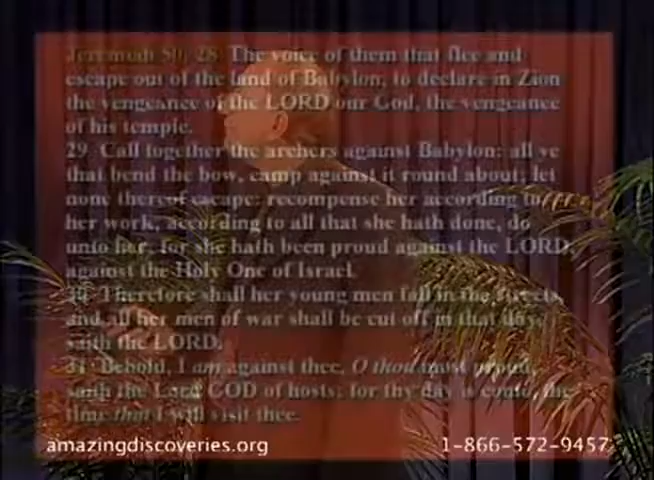 Jeremiah 50: 28 The voice of them that flee and
escape out of the land of Babylon, to declare in Zion
the vengeance of the LORD our God, the vengeance
of his temple.
29 Call together the archers against Babylon: all ye
that bend the bow, camp against it round about; let
none thereof escape: recompense her according to
her work, according to all that she hath done, do
unto her: for she hath been proud against the LORD,
against the Holy One of Israel.
30 Therefore shall her young men fall in the streets,
and all her men of war shall be cut off in that day,
saith the LORD.
31 Behold, I am against thee, O thou most proud,
saith the Lord GOD of hosts: for thy day is come, the
time that I will visit thee.
amazingdiscoveries.org
1-866-572-9457